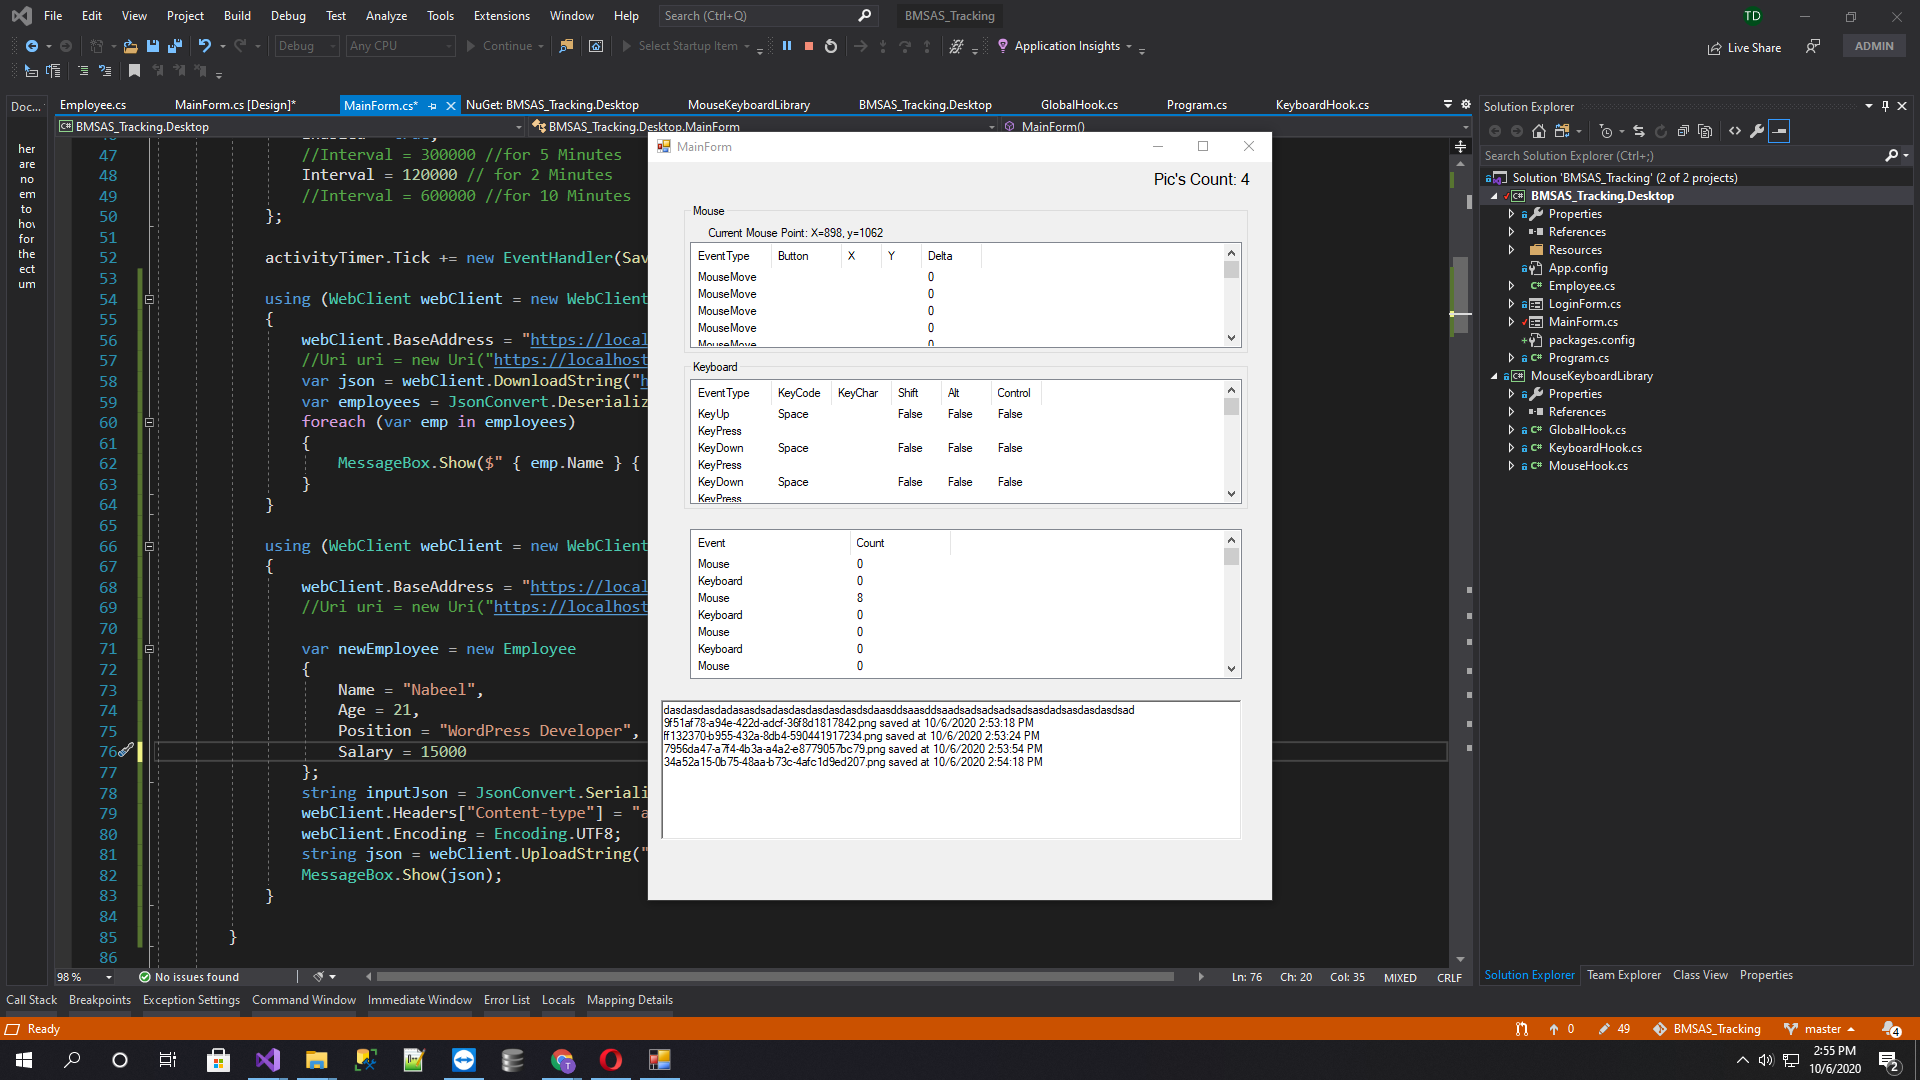 File Edit View Project Build Debug Test Analyze Tools Extensions Window Help Search (Ctrl+Q) BMSAS_Tracking TD
Debug Any CPU Continue Select Startup Item Application Insights Live Share ADMIN
Doc... Employee.cs MainForm.cs [Design]* MainForm.cs* NuGet: BMSAS_Tracking.Desktop MouseKeyboardLibrary BMSAS_Tracking.Desktop GlobalHook.cs Program.cs KeyboardHook.cs
BMSAS_Tracking.Desktop BMSAS_Tracking.Desktop.MainForm MainForm()
her
are
no
em
to
hov
for
the
ect
um
47 //Interval = 300000 //for 5 Minutes
48 Interval = 120000 // for 2 Minutes
49 //Interval = 600000 //for 10 Minutes
50 };
51
52 activityTimer.Tick += new EventHandler(Sav
53
54 using (WebClient webClient = new WebClient
55 {
56 webClient.BaseAddress = "https://local
57 //Uri uri = new Uri("https://localhost
58 var json = webClient.DownloadString("h
59 var employees = JsonConvert.Deserializ
60 foreach (var emp in employees)
61 {
62 MessageBox.Show($" { emp.Name } {
63 }
64 }
65
66 using (WebClient webClient = new WebClient
67 {
68 webClient.BaseAddress = "https://local
69 //Uri uri = new Uri("https://localhost
70
71 var newEmployee = new Employee
72 {
73 Name = "Nabeel",
74 Age = 21,
75 Position = "WordPress Developer",
76 Salary = 15000
77 };
78 string inputJson = JsonConvert.Seriali
79 webClient.Headers["Content-type"] = "a
80 webClient.Encoding = Encoding.UTF8;
81 string json = webClient.UploadString("
82 MessageBox.Show(json);
83 }
84
85 }
86
MainForm
Pic's Count: 4
Mouse
Current Mouse Point: X=898, y=1062
EventType Button X Y Delta
MouseMove 0
MouseMove 0
MouseMove 0
MouseMove 0
MouseMove 0
Keyboard
EventType KeyCode KeyChar Shift Alt Control
KeyUp Space False False False
KeyPress
KeyDown Space False False False
KeyPress
KeyDown Space False False False
KeyPress
Event Count
Mouse 0
Keyboard 0
Mouse 8
Keyboard 0
Mouse 0
Keyboard 0
Mouse 0
9f51af78-a94e-422d-adcf-36f8d1817842.png saved at 10/6/2020 2:53:18 PM
ff132370-b955-432a-8db4-590441917234.png saved at 10/6/2020 2:53:24 PM
7956da47-a7f4-4b3a-a4a2-e8779057bc79.png saved at 10/6/2020 2:53:54 PM
34a52a15-0b75-48aa-b73c-4afc1d9ed207.png saved at 10/6/2020 2:54:18 PM
Solution Explorer
Search Solution Explorer (Ctrl+;)
Solution 'BMSAS_Tracking' (2 of 2 projects)
BMSAS_Tracking.Desktop
Properties
References
Resources
App.config
Employee.cs
LoginForm.cs
MainForm.cs
packages.config
Program.cs
MouseKeyboardLibrary
Properties
References
GlobalHook.cs
KeyboardHook.cs
MouseHook.cs
Solution Explorer Team Explorer Class View Properties
98 % No issues found Ln: 76 Ch: 20 Col: 35 MIXED CRLF
Call Stack Breakpoints Exception Settings Command Window Immediate Window Error List Locals Mapping Details
Ready 0 49 BMSAS_Tracking master 4
2:55 PM
10/6/2020 2